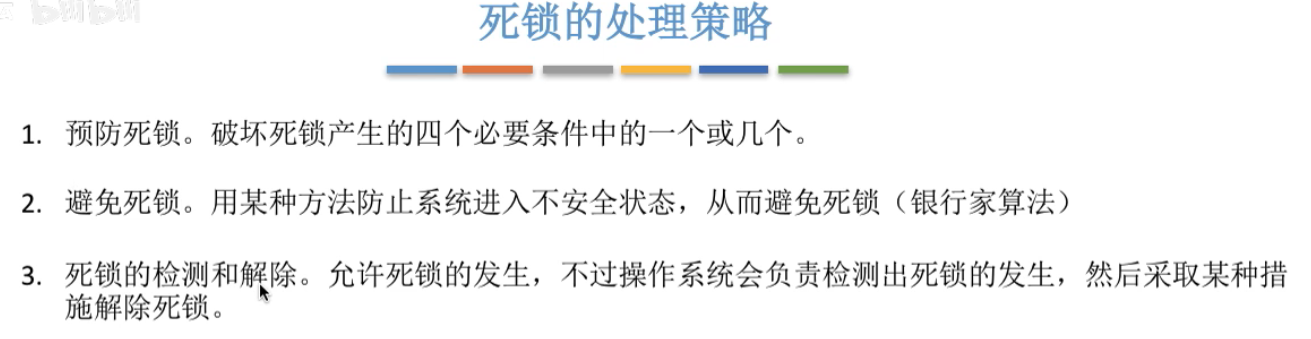 死锁的处理策略
1. 预防死锁。破坏死锁产生的四个必要条件中的一个或几个。
2. 避免死锁。用某种方法防止系统进入不安全状态，从而避免死锁（银行家算法）
3. 死锁的检测和解除。允许死锁的发生，不过操作系统会负责检测出死锁的发生，然后采取某种措
施解除死锁。